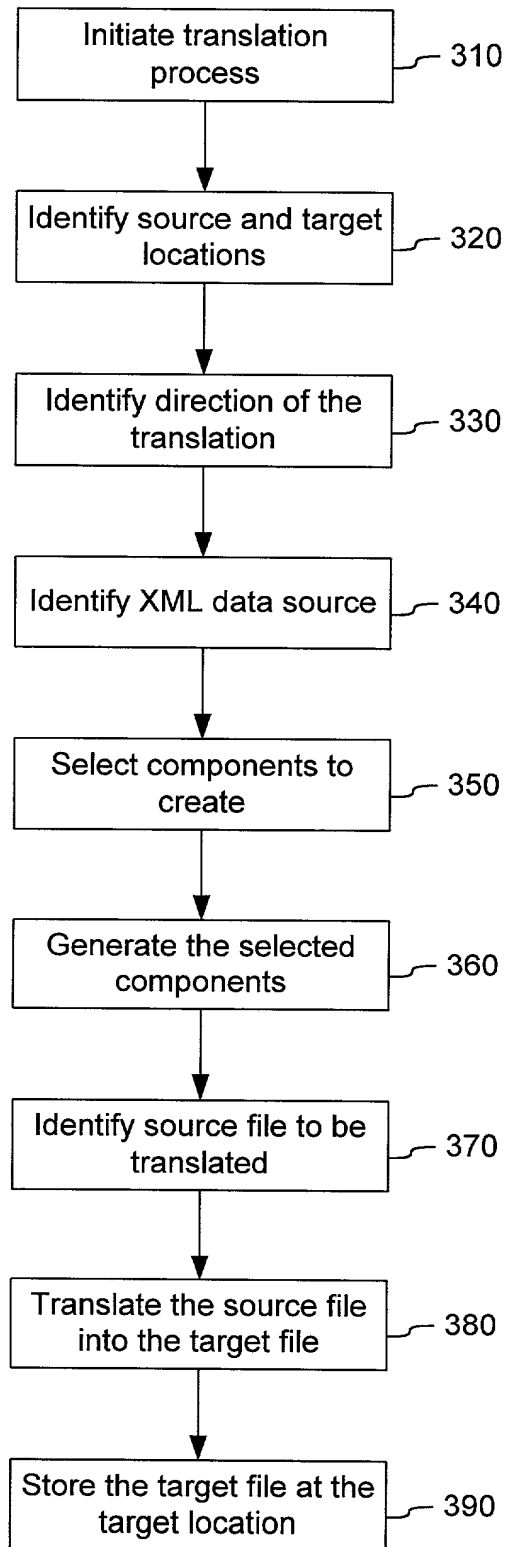 Initiate translation
process
310
Identify source and target
locations
320
Identify direction of the
translation
330
Identify XML data source
340
Select components to
create
350
Generate the selected
components
360
Identify source file to be
translated
370
Translate the source file
into the target file
380
Store the target file at the
target location
390